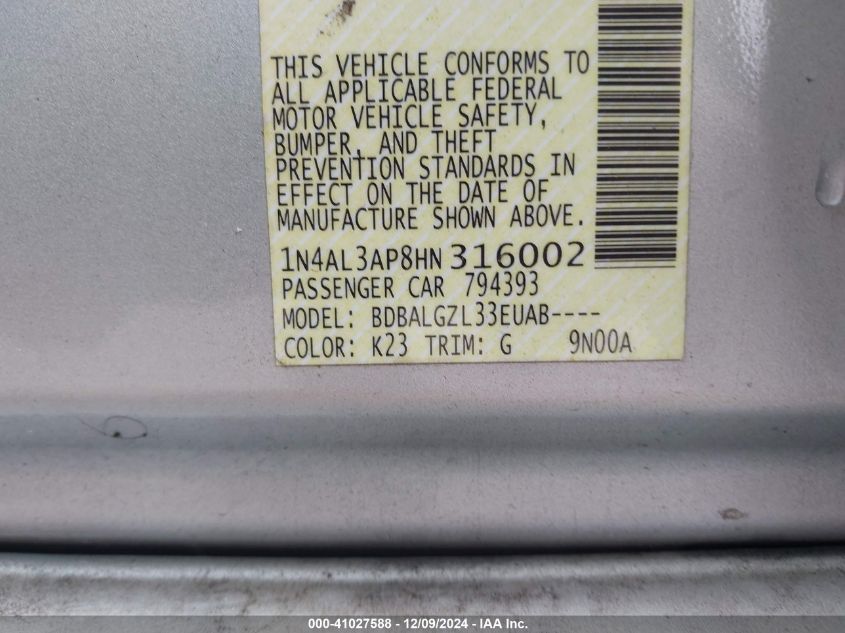 THIS VEHICLE CONFORMS TO
ALL APPLICABLE FEDERAL
MOTOR VEHICLE SAFETY,
BUMPER, AND THEFT
PREVENTION STANDARDS IN
EFFECT ON THE DATE OF
MANUFACTURE SHOWN ABOVE.
1N4AL3AP8HN316002
PASSENGER CAR 794393
MODEL: BDBALGZL33EUAB----
COLOR: K23 TRIM: G 9N00A
000-41027588 - 12/09/2024 - IAA Inc.